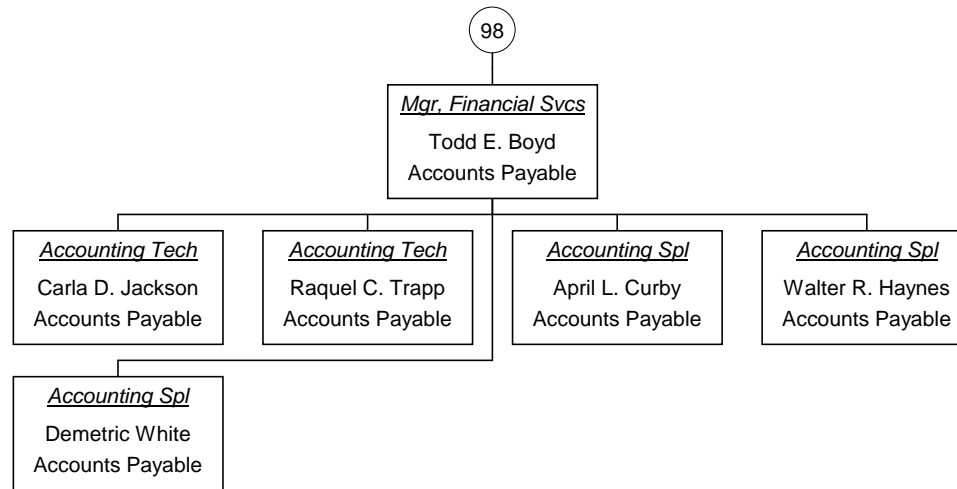 98
Mgr, Financial Svcs
Todd E. Boyd
Accounts Payable
Accounting Tech
Carla D. Jackson
Accounts Payable
Accounting Tech
Raquel C. Trapp
Accounts Payable
Accounting Spl
April L. Curby
Accounts Payable
Accounting Spl
Walter R. Haynes
Accounts Payable
Accounting Spl
Demetric White
Accounts Payable